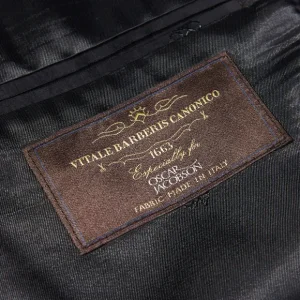 VITALE BARBERIS CANONICO
1663
Especially for
OSCAR
JACOBSON
FABRIC MADE IN ITALY